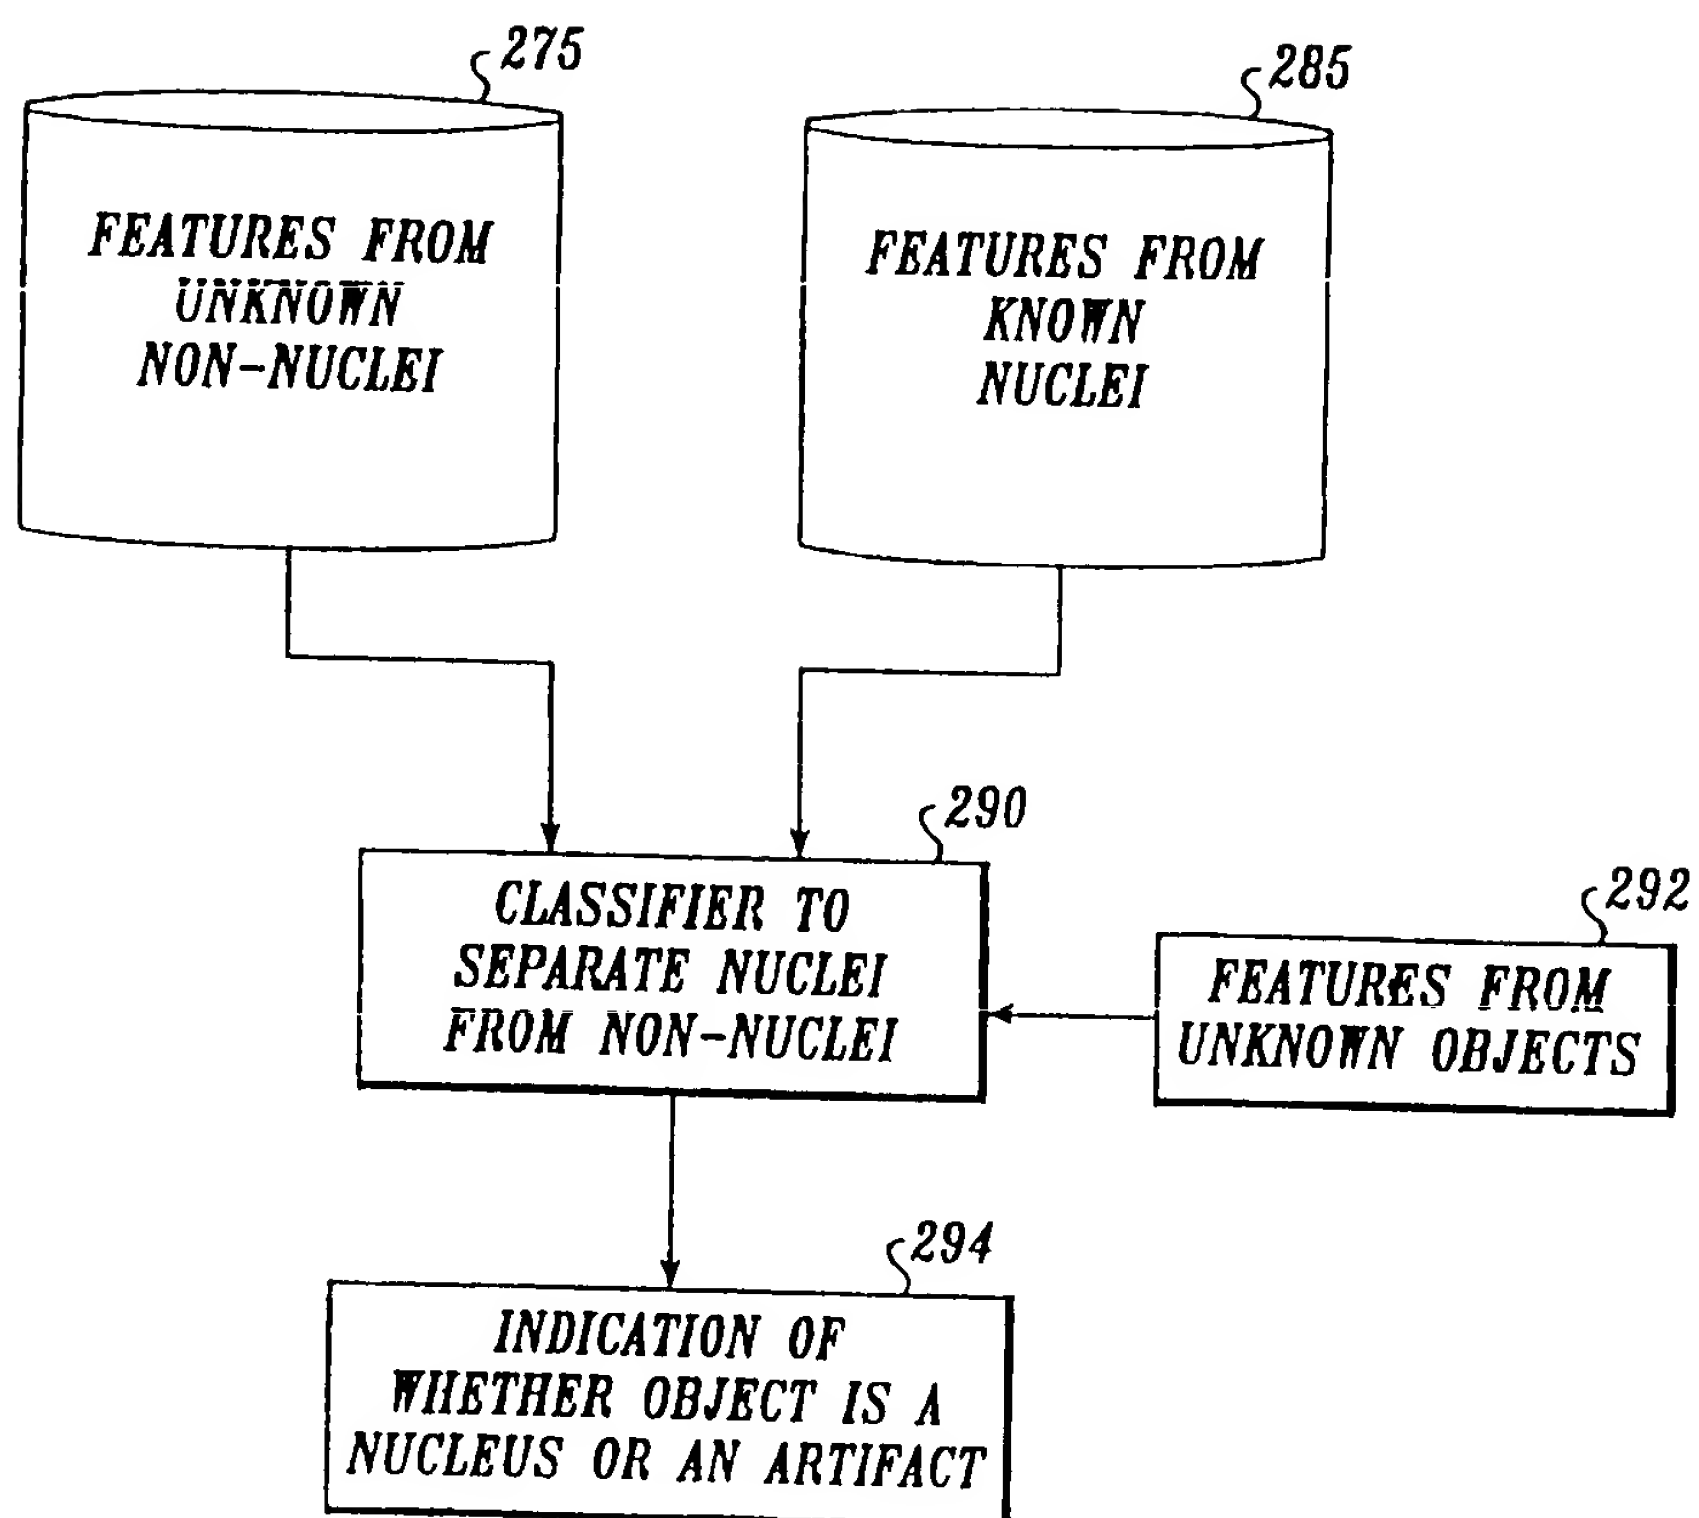 275
FEATURES FROM
UNKNOWN
NON-NUCLEI
285
FEATURES FROM
KNOWN
NUCLEI
290
CLASSIFIER TO
SEPARATE NUCLEI
FROM NON-NUCLEI
292
FEATURES FROM
UNKNOWN OBJECTS
294
INDICATION OF
WHETHER OBJECT IS A
NUCLEUS OR AN ARTIFACT